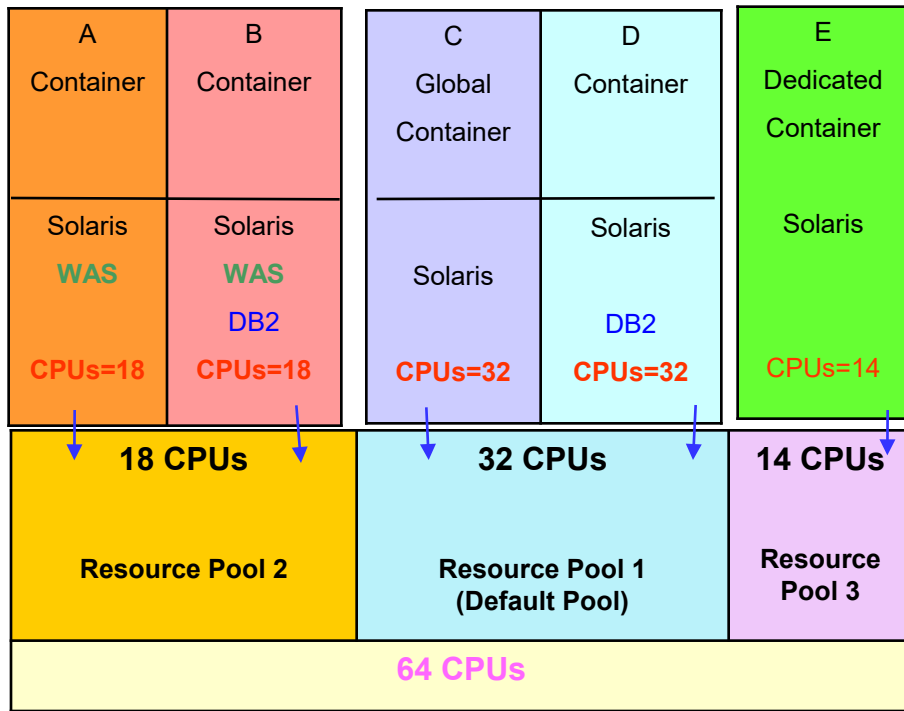 A
Container
Solaris
WAS
CPUs=18
B
Container
Solaris
WAS
DB2
CPUs=18
C
Global
Container
Solaris
CPUs=32
D
Container
Solaris
DB2
CPUs=32
E
Dedicated
Container
Solaris
CPUs=14
18 CPUs
Resource Pool 2
32 CPUs
Resource Pool 1
(Default Pool)
14 CPUs
Resource
Pool 3
64 CPUs